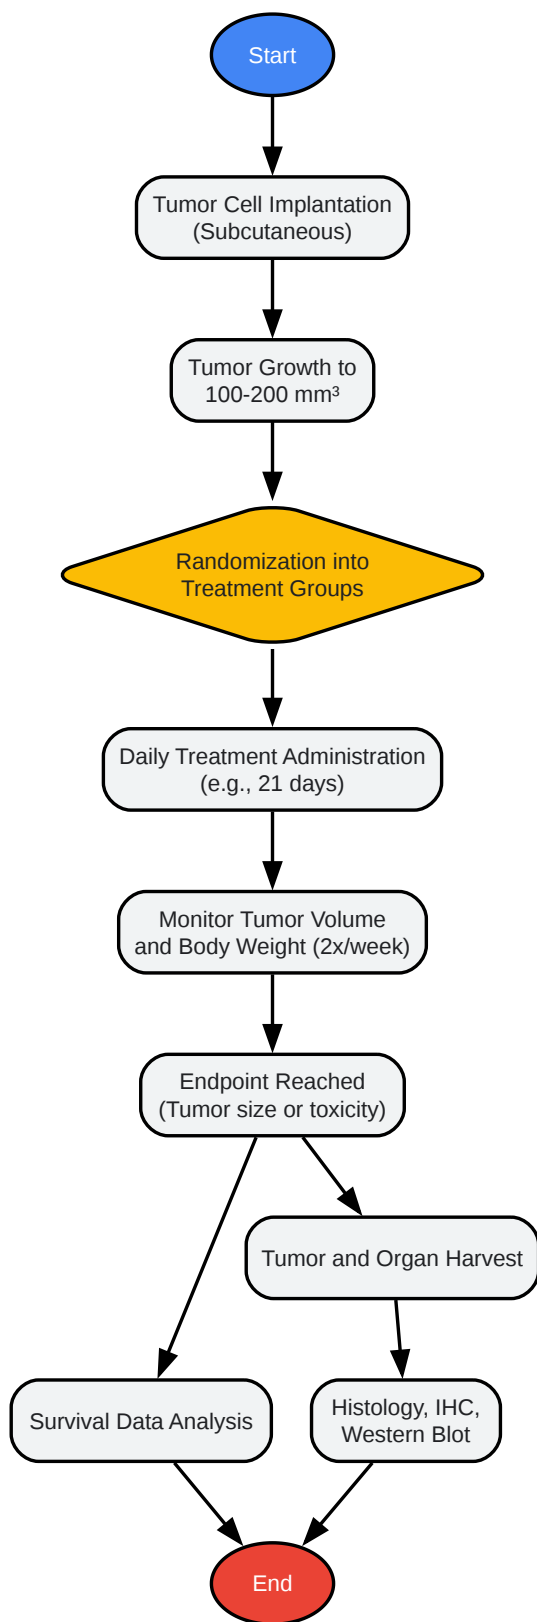 Start
Tumor Cell Implantation
(Subcutaneous)
Tumor Growth to
100-200 mm³
Randomization into
Treatment Groups
Daily Treatment Administration
(e.g., 21 days)
Monitor Tumor Volume
and Body Weight (2x/week)
Endpoint Reached
(Tumor size or toxicity)
Tumor and Organ Harvest
Survival Data Analysis
Histology, IHC,
Western Blot
End